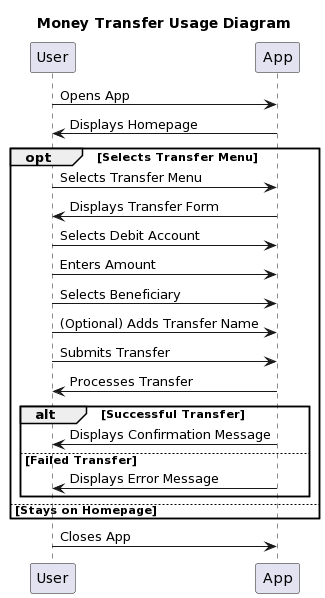 Money Transfer Usage Diagram
User App
Opens App
Displays Homepage
opt [Selects Transfer Menu]
Selects Transfer Menu
Displays Transfer Form
Selects Debit Account
Enters Amount
Selects Beneficiary
(Optional) Adds Transfer Name
Submits Transfer
Processes Transfer
alt [Successful Transfer]
Displays Confirmation Message
[Failed Transfer]
Displays Error Message
[Stays on Homepage]
Closes App
User App